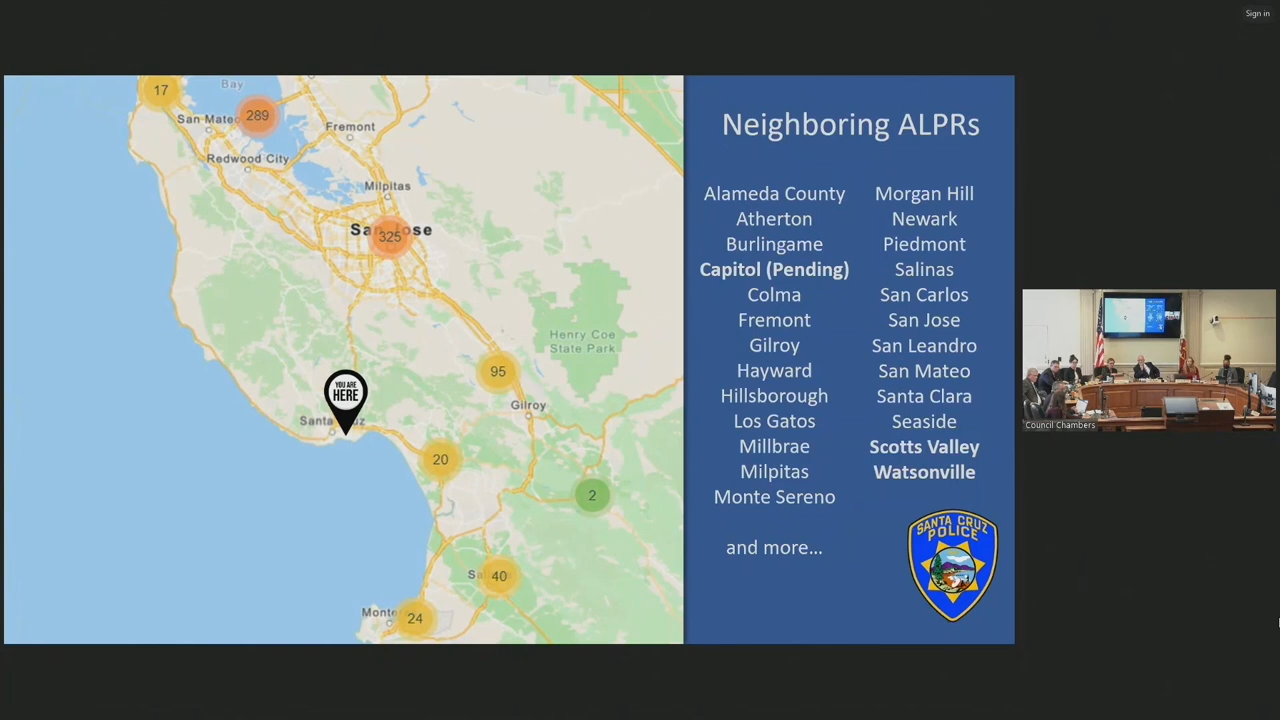 Sign in
17
Bay
289
San Mateo
Fremont
Redwood City
Milpitas
San Jose
325
Henry Coe
State Park
95
Gilroy
YOU ARE
HERE
Santa Cruz
20
2
40
24
Neighboring ALPRs
Alameda County
Atherton
Burlingame
Capitol (Pending)
Colma
Fremont
Gilroy
Hayward
Hillsborough
Los Gatos
Millbrae
Milpitas
Monte Sereno
and more...
Morgan Hill
Newark
Piedmont
Salinas
San Carlos
San Jose
San Leandro
San Mateo
Santa Clara
Seaside
Scotts Valley
Watsonville
SANTA CRUZ
POLICE
Council Chambers